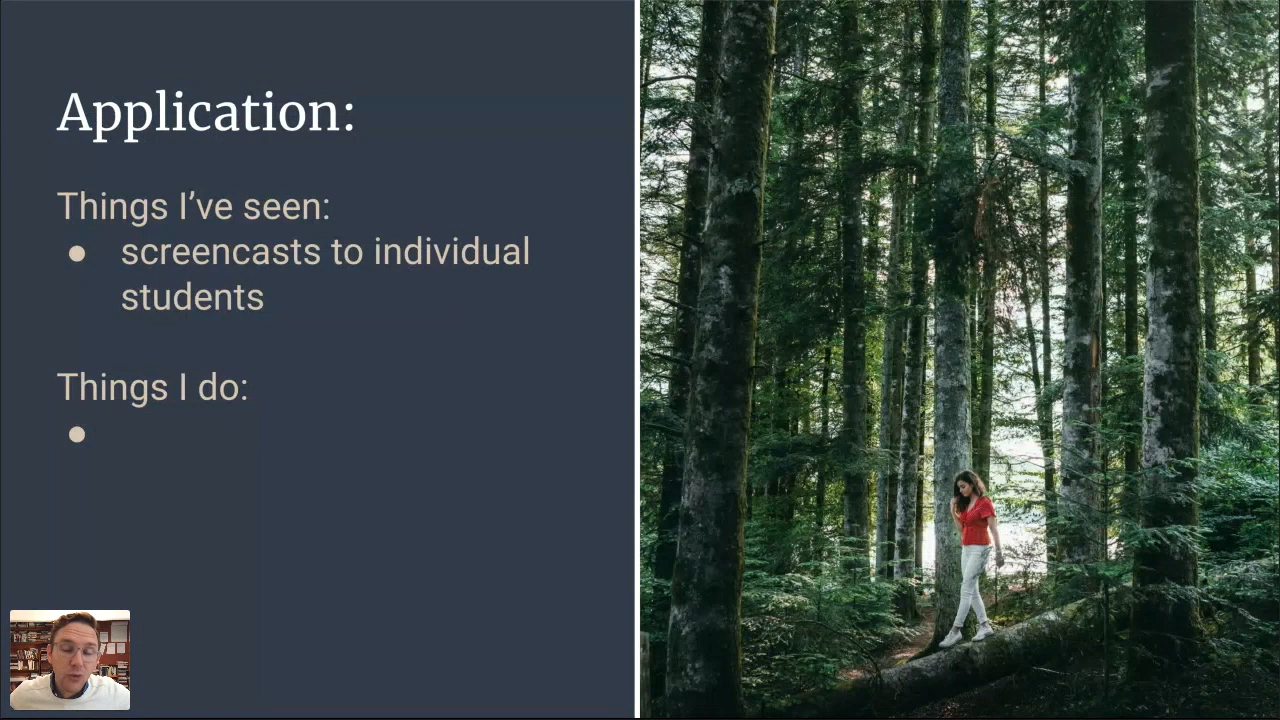 Application:
Things I’ve seen:
● screencasts to individual
students
Things I do:
●